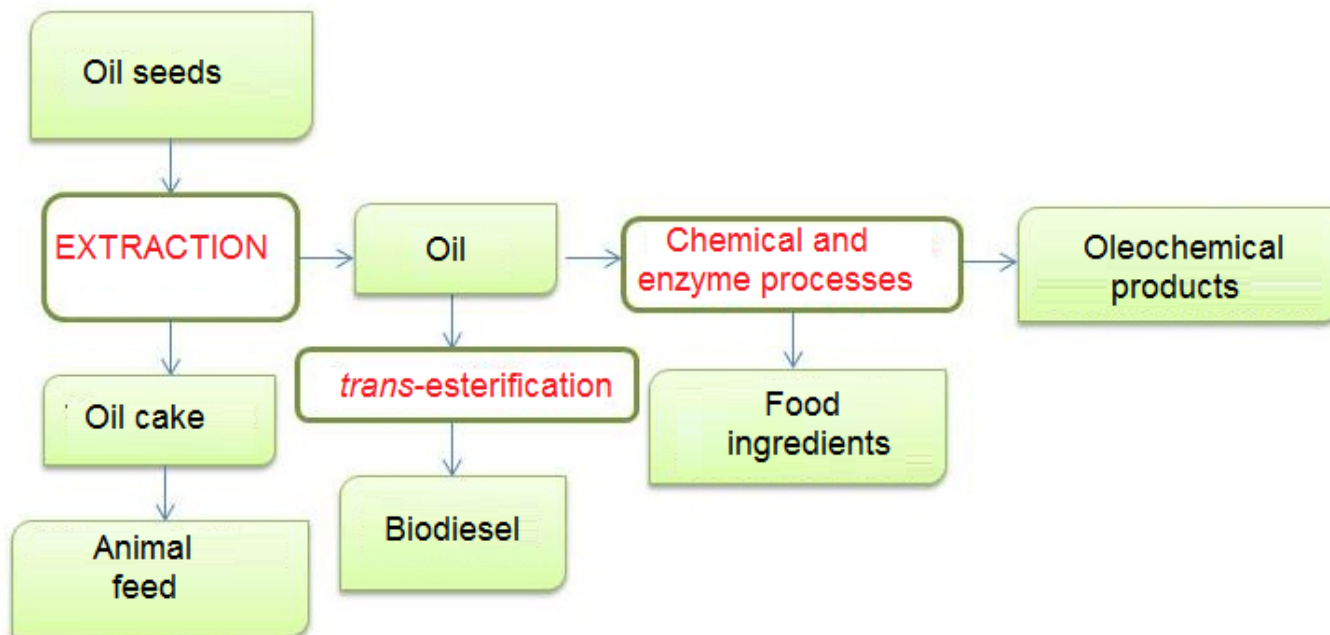 Oil seeds
EXTRACTION
Oil
Chemical and
enzyme processes
Oleochemical
products
trans-esterification
Oil cake
Food
ingredients
Biodiesel
Animal
feed